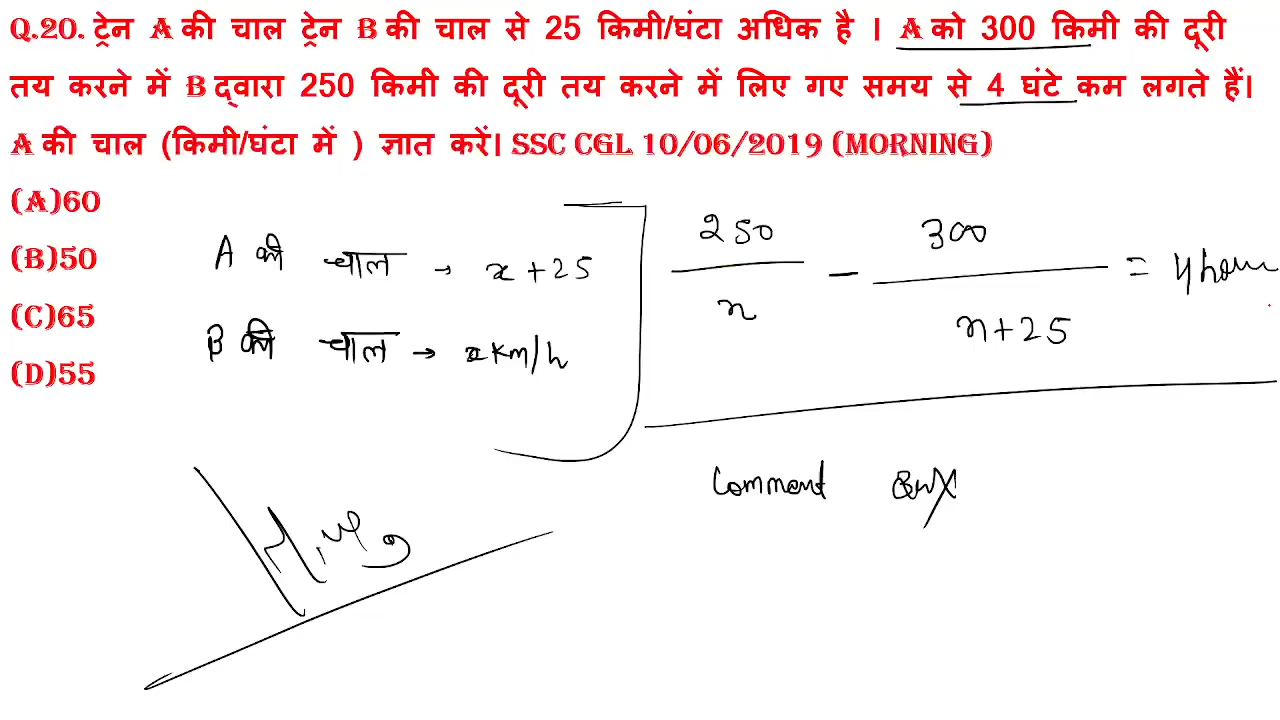 Q.20. ट्रेन A की चाल ट्रेन B की चाल से 25 किमी/घंटा अधिक है । A को 300 किमी की दूरी
तय करने में B द्वारा 250 किमी की दूरी तय करने में लिए गए समय से 4 घंटे कम लगते हैं।
A की चाल (किमी/घंटा में ) ज्ञात करें। SSC CGL 10/06/2019 (MORNING)
(A)60
(B)50
(C)65
(D)55
A की चाल → x + 25
B की चाल → x km/h
250 / x - 300 / x + 25 = 4 hour
Comment
H.W